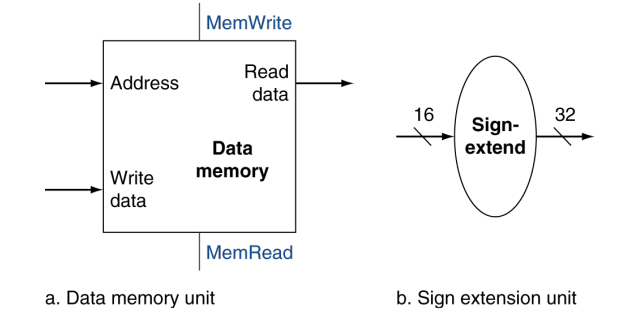 MemWrite
Address
Read
data
Data
memory
Write
data
MemRead
a. Data memory unit
16
Sign-
extend
32
b. Sign extension unit